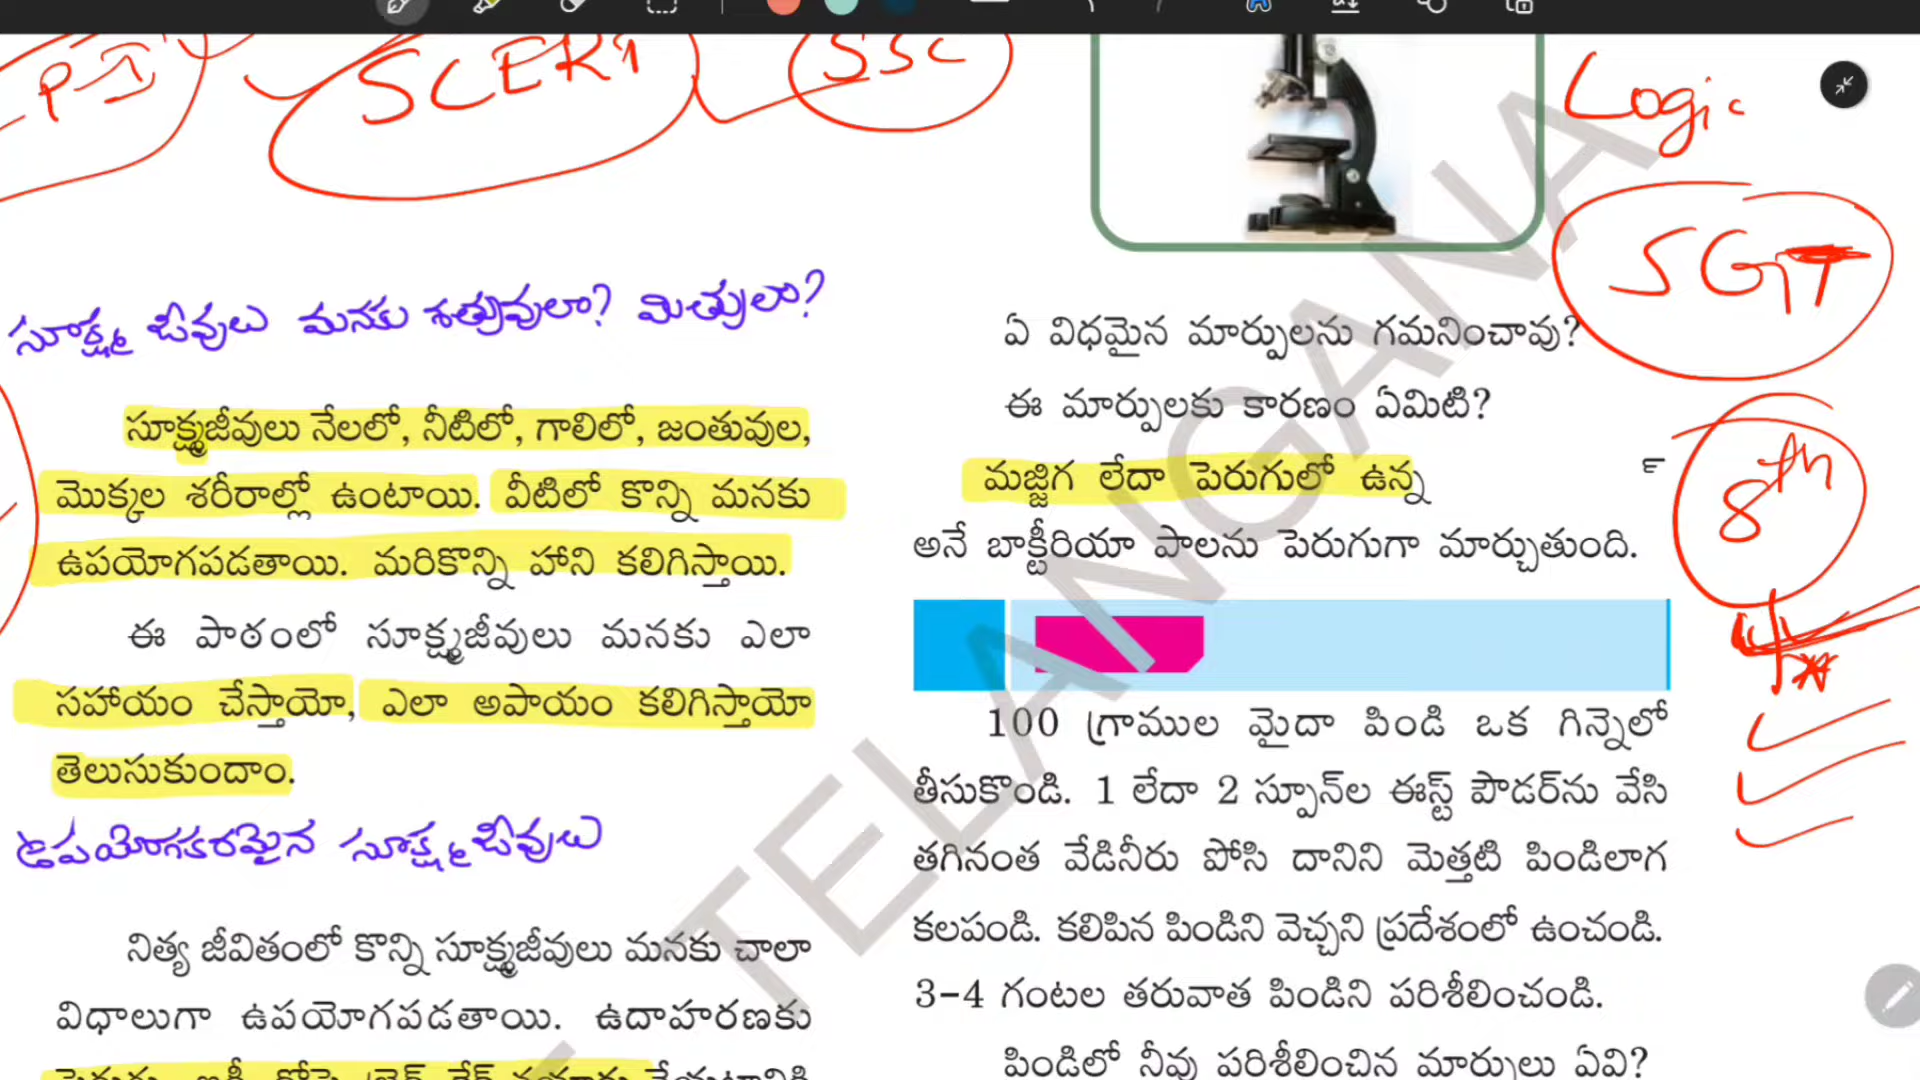 P-I
SCERT
SSC
Logic
SGT
8th
సూక్ష్మ జీవులు మనకు శత్రువులా? మిత్రులా?
సూక్ష్మజీవులు నేలలో, నీటిలో, గాలిలో, జంతువుల,
మొక్కల శరీరాల్లో ఉంటాయి. వీటిలో కొన్ని మనకు
ఉపయోగపడతాయి. మరికొన్ని హాని కలిగిస్తాయి.
ఈ పాఠంలో సూక్ష్మజీవులు మనకు ఎలా
సహాయం చేస్తాయో, ఎలా అపాయం కలిగిస్తాయో
తెలుసుకుందాం.
ఉపయోగకరమైన సూక్ష్మ జీవులు
నిత్య జీవితంలో కొన్ని సూక్ష్మజీవులు మనకు చాలా
విధాలుగా ఉపయోగపడతాయి. ఉదాహరణకు
ఏ విధమైన మార్పులను గమనించావు?
ఈ మార్పులకు కారణం ఏమిటి?
మజ్జిగ లేదా పెరుగులో ఉన్న
అనే బాక్టీరియా పాలను పెరుగుగా మార్చుతుంది.
100 గ్రాముల మైదా పిండి ఒక గిన్నెలో
తీసుకొండి. 1 లేదా 2 స్పూన్‌ల ఈస్ట్ పౌడర్‌ను వేసి
తగినంత వేడినీరు పోసి దానిని మెత్తటి పిండిలాగ
కలపండి. కలిపిన పిండిని వెచ్చని ప్రదేశంలో ఉంచండి.
3-4 గంటల తరువాత పిండిని పరిశీలించండి.
పిండిలో నీవు పరిశీలించిన మార్పులు ఏవి?
TELANGANA